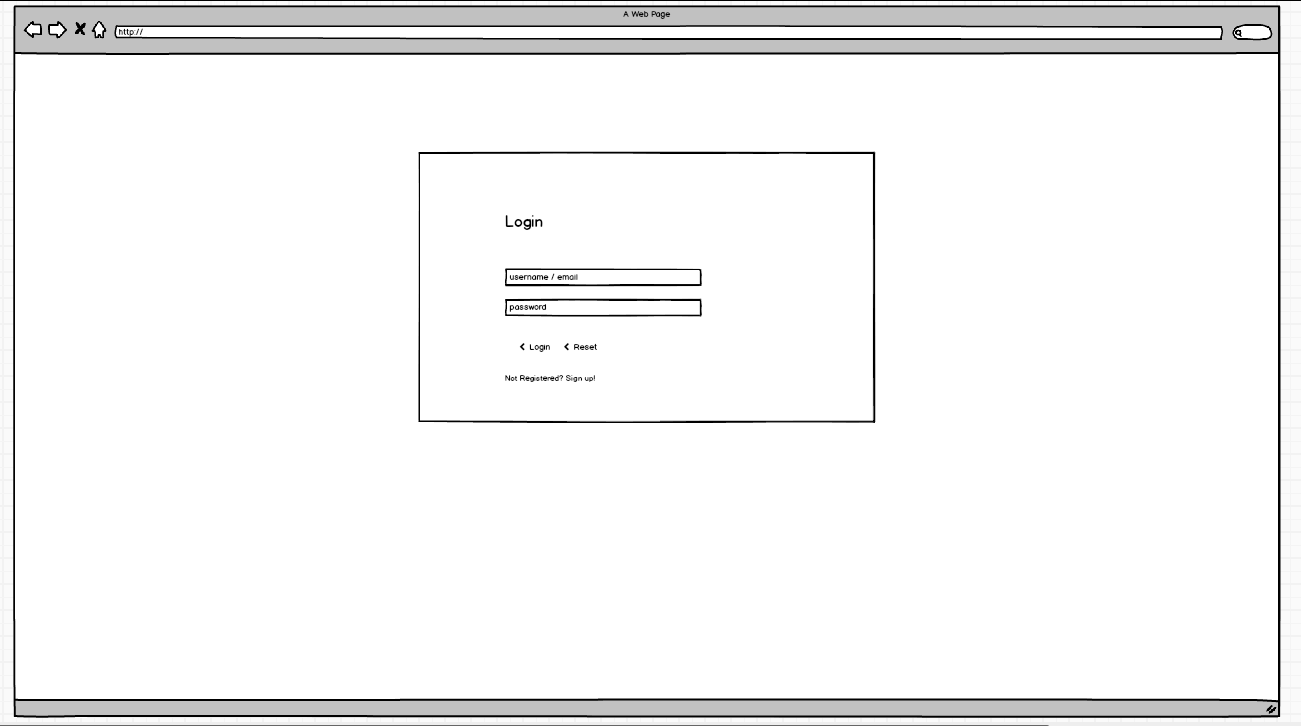 A Web Page
http://
Login
username / email
password
Login Reset
Not Registered? Sign up!